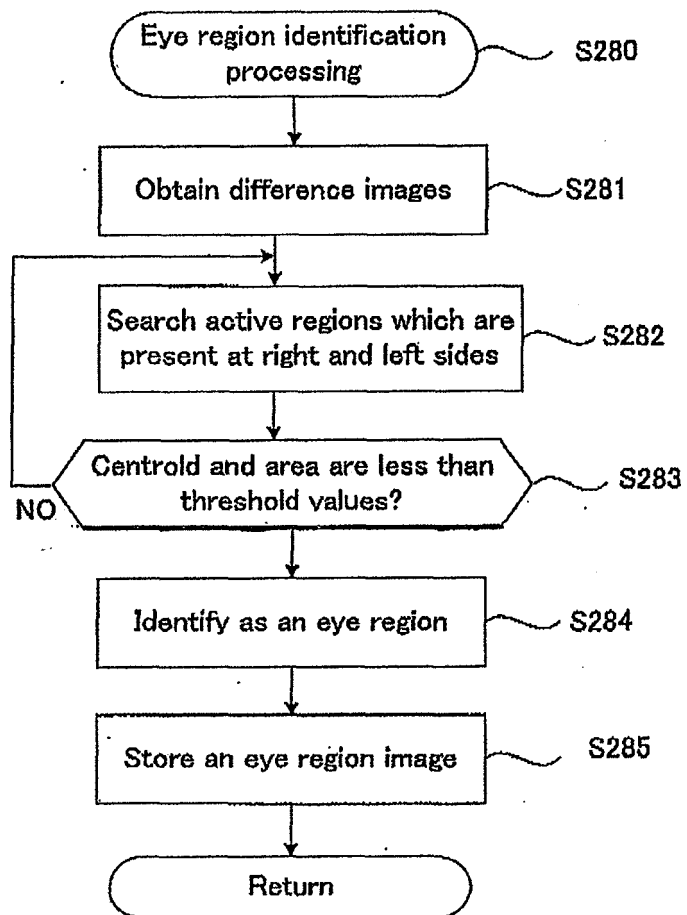 Eye region identification
processing
S280
Obtain difference images
S281
Search active regions which are
present at right and left sides
S282
Centroid and area are less than
threshold values?
S283
NO
Identify as an eye region
S284
Store an eye region image
S285
Return